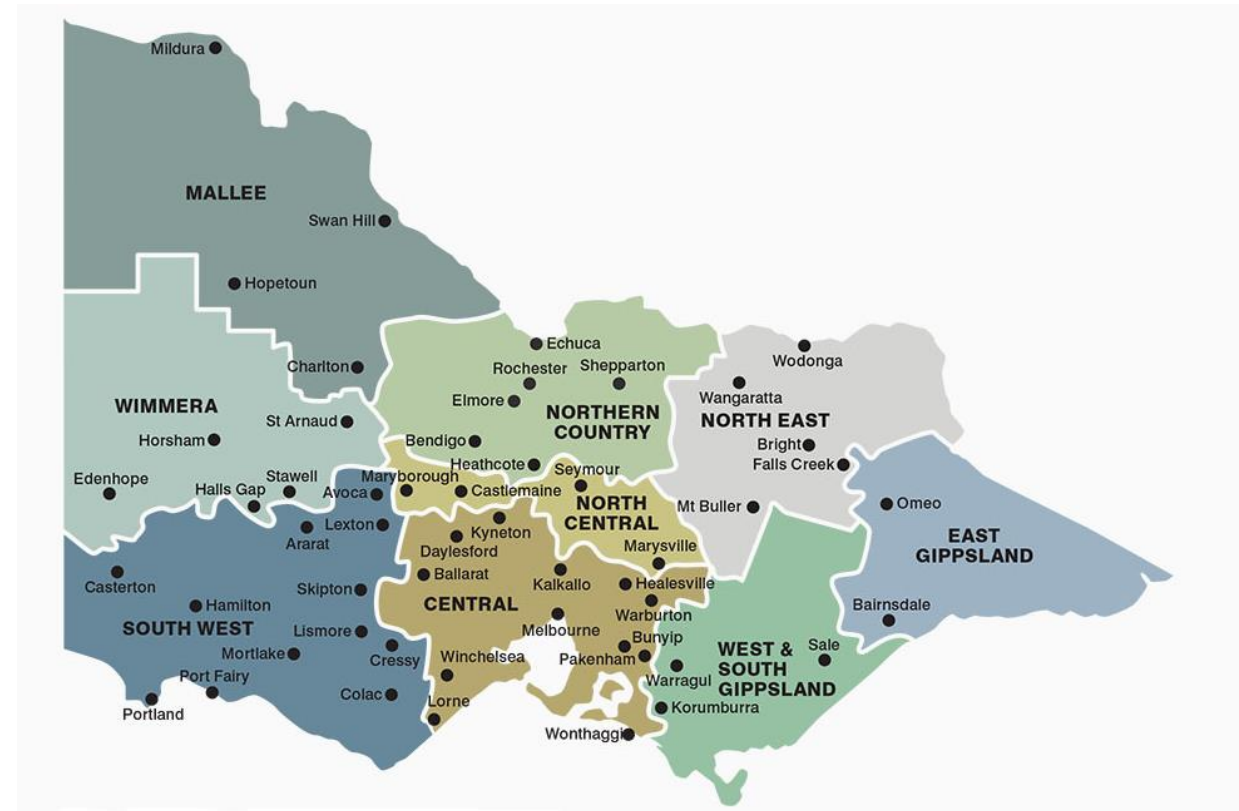 Mildura
MALLEE
Swan Hill
Hopetoun
Charlton
WIMMERA
St Arnaud
Horsham
Edenhope
Stawell
Halls Gap
Echuca
Rochester
Shepparton
Elmore
NORTHERN
COUNTRY
Bendigo
Heathcote
Wodonga
Wangaratta
NORTH EAST
Bright
Falls Creek
Mt Buller
Maryborough
Castlemaine
Seymour
NORTH
CENTRAL
Marysville
Omeo
EAST
GIPPSLAND
Bairnsdale
Avoca
Lexton
Ararat
Casterton
Skipton
Hamilton
SOUTH WEST
Lismore
Mortlake
Cressy
Port Fairy
Colac
Portland
Kyneton
Daylesford
Ballarat
Kalkallo
Healesville
CENTRAL
Warburton
Melbourne
Bunyip
Pakenham
Winchelsea
Lorne
Wonthaggi
WEST &
SOUTH
GIPPSLAND
Sale
Warragul
Korumburra